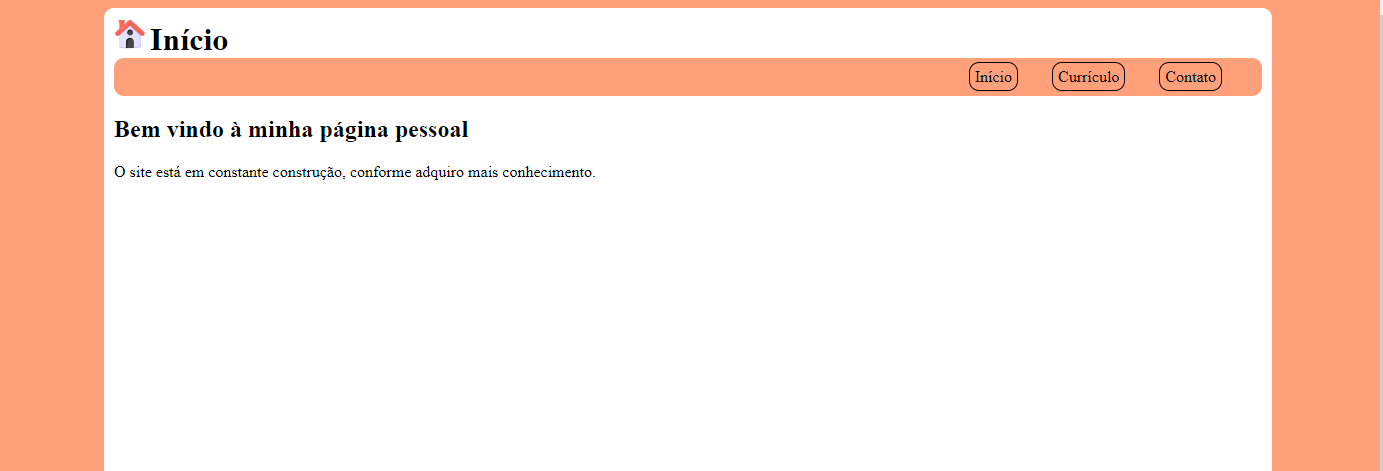 Início
Início Currículo Contato
Bem vindo à minha página pessoal
O site está em constante construção, conforme adquiro mais conhecimento.